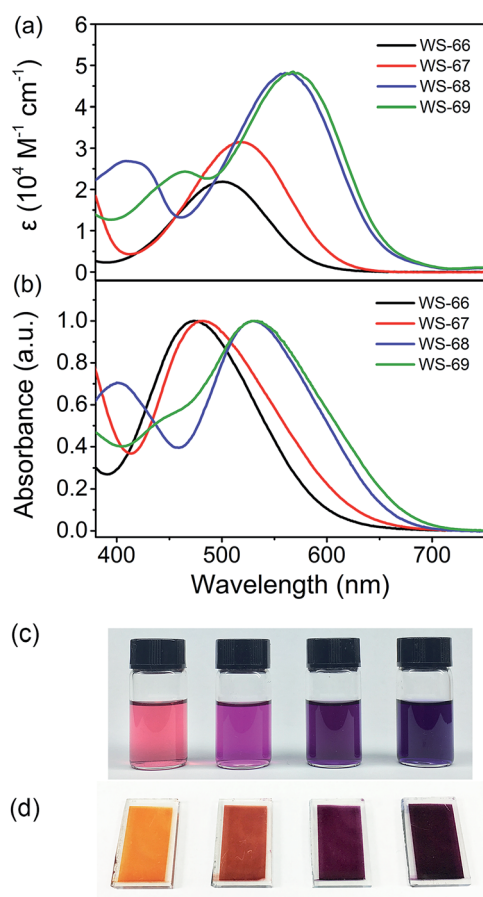 (a)
ε (10⁴ M⁻¹ cm⁻¹)
6
5
4
3
2
1
0
WS-66
WS-67
WS-68
WS-69
(b)
Absorbance (a.u.)
1.0
0.8
0.6
0.4
0.2
0.0
WS-66
WS-67
WS-68
WS-69
400 500 600 700
Wavelength (nm)
(c)
(d)